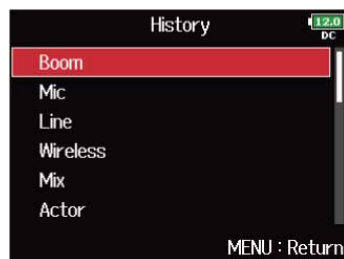 History
12.0
DC
Boom
Mic
Line
Wireless
Mix
Actor
MENU : Return